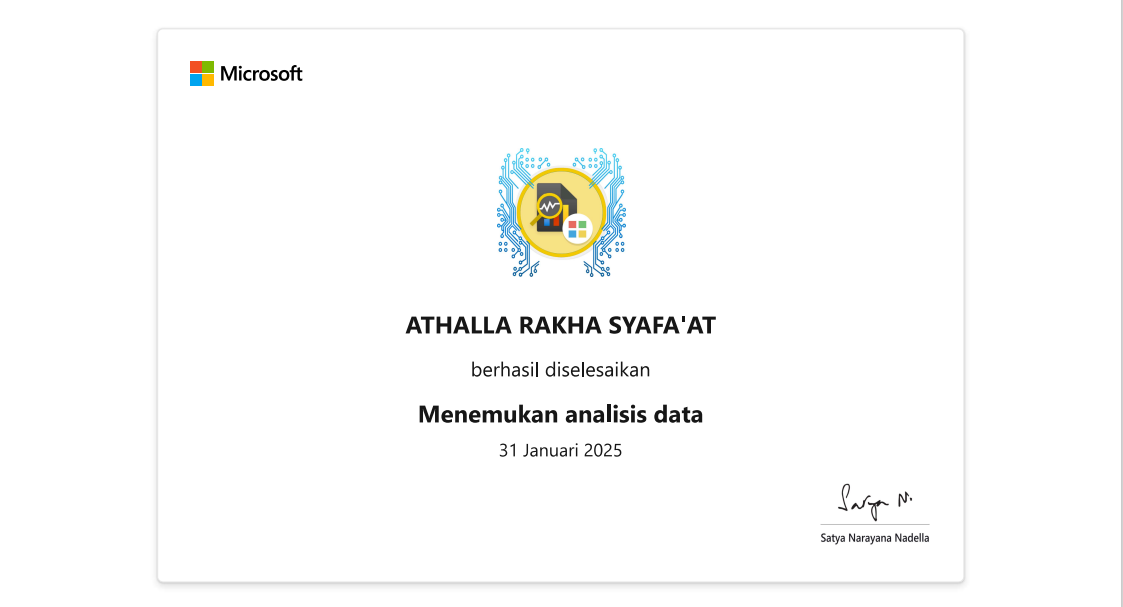 Microsoft
ATHALLA RAKHA SYAFA'AT
berhasil diselesaikan
Menemukan analisis data
31 Januari 2025
Satya N.
Satya Narayana Nadella